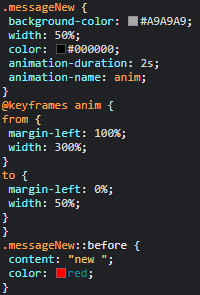 .messageNew {
background-color: #A9A9A9;
width: 50%;
color: #000000;
animation-duration: 2s;
animation-name: anim;
}
@keyframes anim {
from {
margin-left: 100%;
width: 300%;
}
to {
margin-left: 0%;
width: 50%;
}
}
.messageNew::before {
content: "new ";
color: red;
}